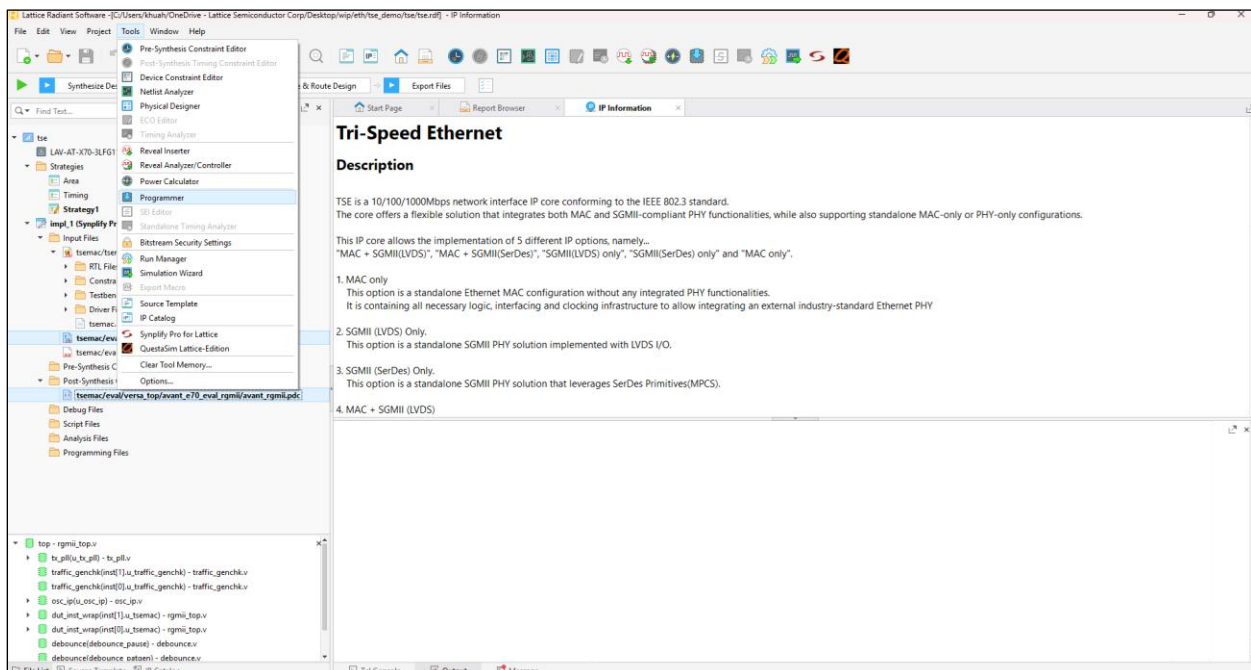 Lattice Radiant Software -[C:/Users/khuah/OneDrive - Lattice Semiconductor Corp/Desktop/wip/eth/tse_demo/tse/tse.rdf] - IP Information
File Edit View Project Tools Window Help
Pre-Synthesis Constraint Editor
Post-Synthesis Timing Constraint Editor
Device Constraint Editor
Netlist Analyzer
Physical Designer
ECO Editor
Timing Analyzer
Reveal Inserter
Reveal Analyzer/Controller
Power Calculator
Programmer
SEI Editor
Standalone Timing Analyzer
Bitstream Security Settings
Run Manager
Simulation Wizard
Export Macro
Source Template
IP Catalog
Synplify Pro for Lattice
QuestaSim Lattice-Edition
Clear Tool Memory...
Options...
Synthesize Des
& Route Design
Export Files
Find Text...
tse
LAV-AT-X70-3LFG1
Strategies
Area
Timing
Strategy1
impl_1 (Synplify Pr
Input Files
tsemac/tser
RTL Files
Constra
Testben
Driver Fi
tsemac.
tsemac/eva
tsemac/eva
Pre-Synthesis C
Post-Synthesis
tsemac/eval/versa_top/avant_e70_eval_rgmii/avant_rgmii.pdc
Debug Files
Script Files
Analysis Files
Programming Files
top - rgmii_top.v
tx_pll(u_tx_pll) - tx_pll.v
traffic_genchk(inst[1].u_traffic_genchk) - traffic_genchk.v
traffic_genchk(inst[0].u_traffic_genchk) - traffic_genchk.v
osc_ip(u_osc_ip) - osc_ip.v
dut_inst_wrap(inst[1].u_tsemac) - rgmii_top.v
dut_inst_wrap(inst[0].u_tsemac) - rgmii_top.v
debounce(debounce_pause) - debounce.v
debounce(debounce_patgen) - debounce.v
File List Source Template IP Catalog
Start Page Report Browser IP Information
Tri-Speed Ethernet
Description
TSE is a 10/100/1000Mbps network interface IP core conforming to the IEEE 802.3 standard.
The core offers a flexible solution that integrates both MAC and SGMII-compliant PHY functionalities, while also supporting standalone MAC-only or PHY-only configurations.
This IP core allows the implementation of 5 different IP options, namely...
"MAC + SGMII(LVDS)", "MAC + SGMII(SerDes)", "SGMII(LVDS) only", "SGMII(SerDes) only" and "MAC only".
1. MAC only
This option is a standalone Ethernet MAC configuration without any integrated PHY functionalities.
It is containing all necessary logic, interfacing and clocking infrastructure to allow integrating an external industry-standard Ethernet PHY
2. SGMII (LVDS) Only.
This option is a standalone SGMII PHY solution implemented with LVDS I/O.
3. SGMII (SerDes) Only.
This option is a standalone SGMII PHY solution that leverages SerDes Primitives(MPCS).
4. MAC + SGMII (LVDS)
Tcl Console Output Message